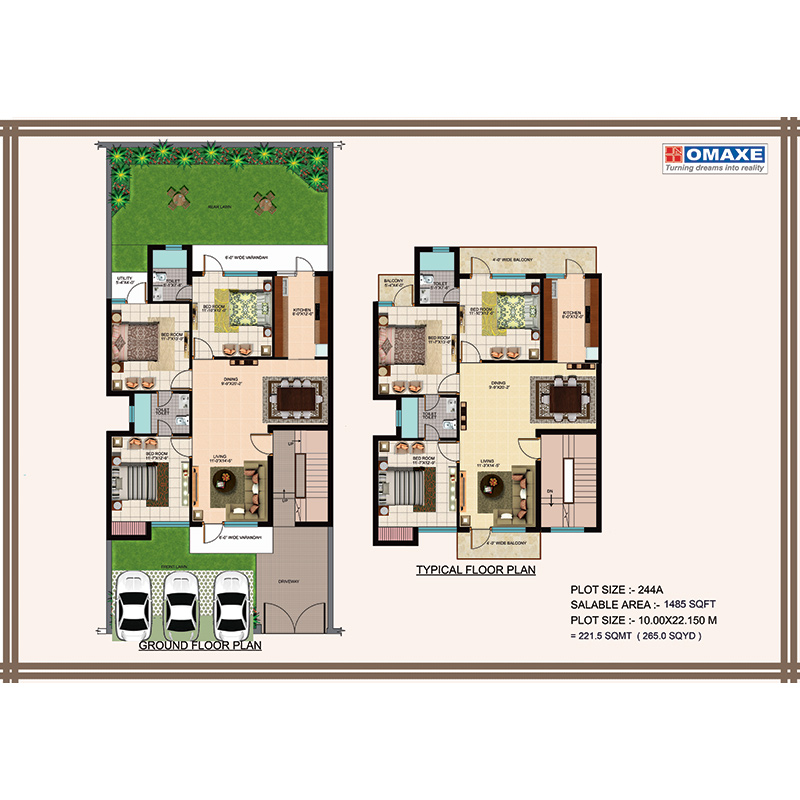 OMAXE
Turning dreams into reality
REAR LAWN
6'-0" WIDE VARANDAH
UTILITY
5'-4"X4'-0"
BED ROOM
11'-10"X12'-6"
KITCHEN
8'-0"X12'-0"
BED ROOM
11'-7"X13'-0"
DINING
9'-9"X20'-2"
TOILET
BED ROOM
11'-7"X12'-6"
LIVING
11'-3"X14'-5"
UP
UP
6'-0" WIDE VARANDAH
FRONT LAWN
DRIVEWAY
GROUND FLOOR PLAN
4'-0" WIDE BALCONY
BALCONY
5'-4"X4'-0"
TOILET
BED ROOM
11'-10"X12'-6"
KITCHEN
8'-0"X12'-0"
BED ROOM
11'-7"X13'-0"
DINING
9'-9"X20'-2"
TOILET
BED ROOM
11'-7"X12'-6"
LIVING
11'-3"X14'-5"
DN
4'-3" WIDE BALCONY
TYPICAL FLOOR PLAN
PLOT SIZE :- 244A
SALABLE AREA :- 1485 SQFT
PLOT SIZE :- 10.00X22.150 M
= 221.5 SQMT ( 265.0 SQYD )